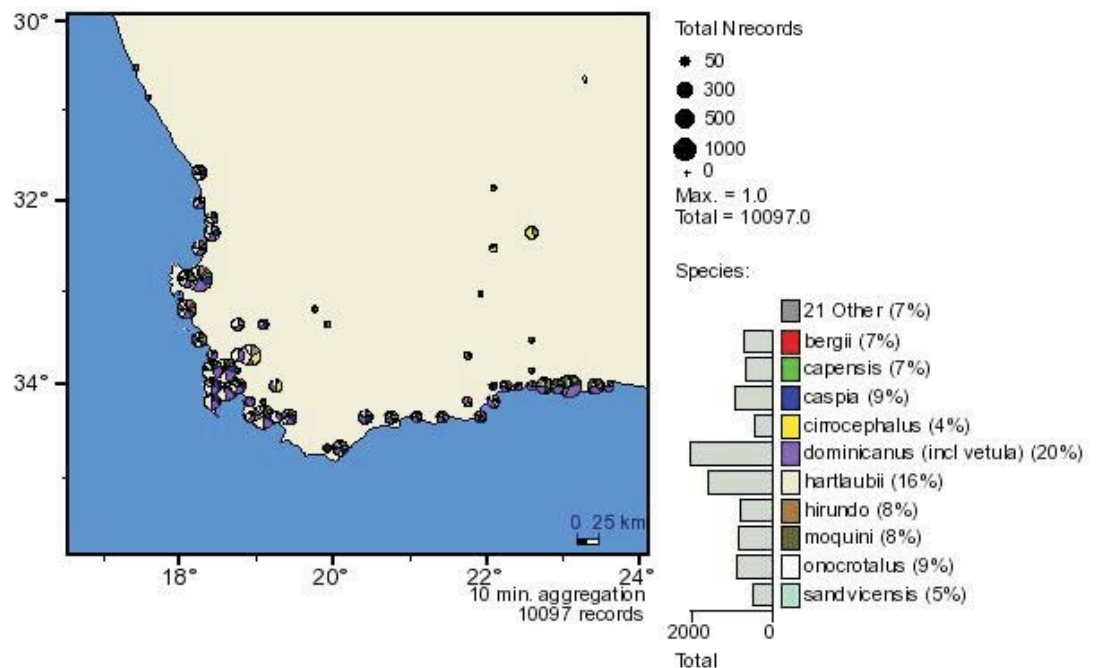 30°
32°
34°
18°
20°
22°
24°
0 25 km
10 min. aggregation
10097 records
Total Nrecords
50
300
500
1000
0
Max. = 1.0
Total = 10097.0
Species:
21 Other (7%)
bergii (7%)
capensis (7%)
caspia (9%)
cirrocephalus (4%)
dominicanus (incl vetula) (20%)
hartlaubii (16%)
hirundo (8%)
moquini (8%)
onocrotalus (9%)
sandvicensis (5%)
2000 0
Total